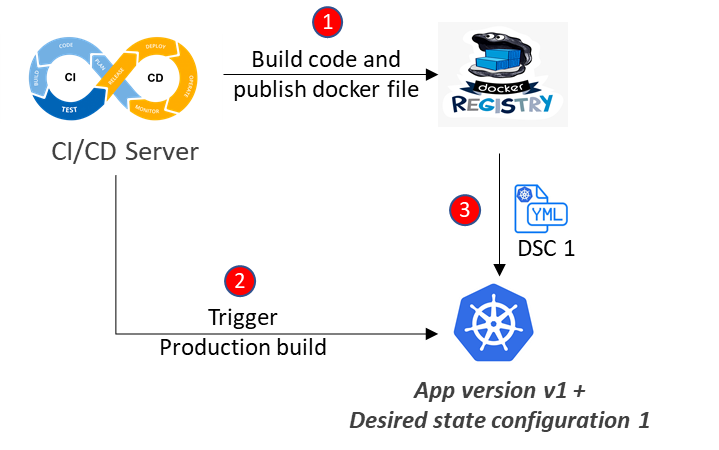 1
Build code and
publish docker file
CODE
BUILD
PLAN
CI
TEST
RELEASE
DEPLOY
CD
OPERATE
MONITOR
CI/CD Server
docker
REGISTRY
3
YML
DSC 1
2
Trigger
Production build
App version v1 +
Desired state configuration 1